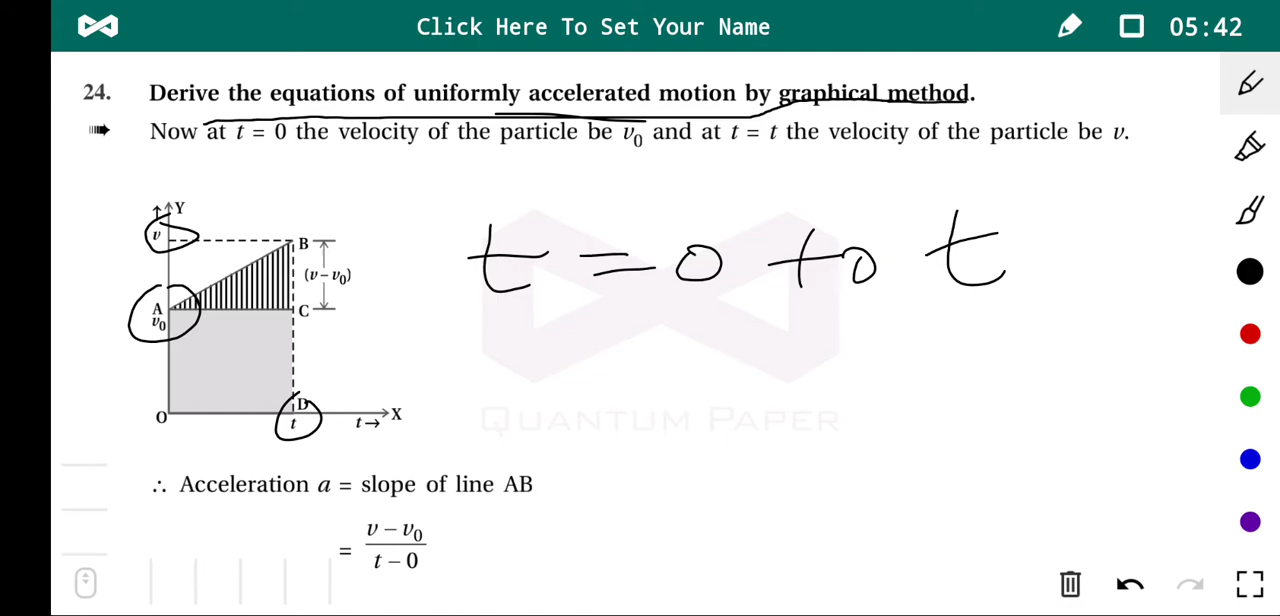 Click Here To Set Your Name
05:42
24. Derive the equations of uniformly accelerated motion by graphical method.
➠ Now at t = 0 the velocity of the particle be v₀ and at t = t the velocity of the particle be v.
Y
v
B
t = 0 to t
(v – v₀)
A
C
v₀
D
O
X
t
t→
QUANTUM PAPER
∴ Acceleration a = slope of line AB
= (v – v₀)/(t – 0)